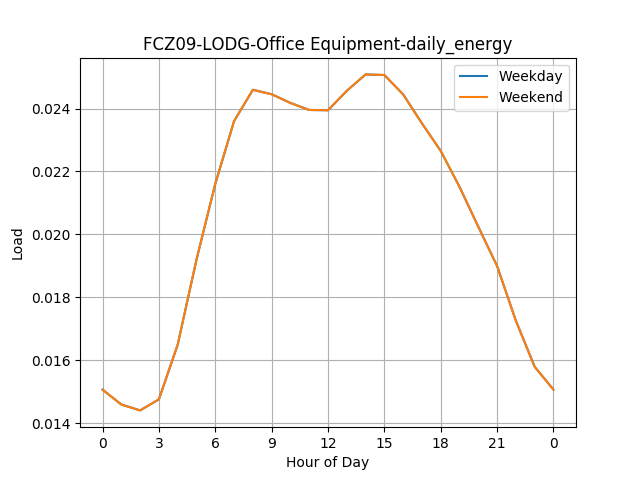 FCZ09-LODG-Office Equipment-daily_energy
Weekday
Weekend
0.024
0.022
0.020
0.018
0.016
0.014
Load
0 3 6 9 12 15 18 21 0
Hour of Day